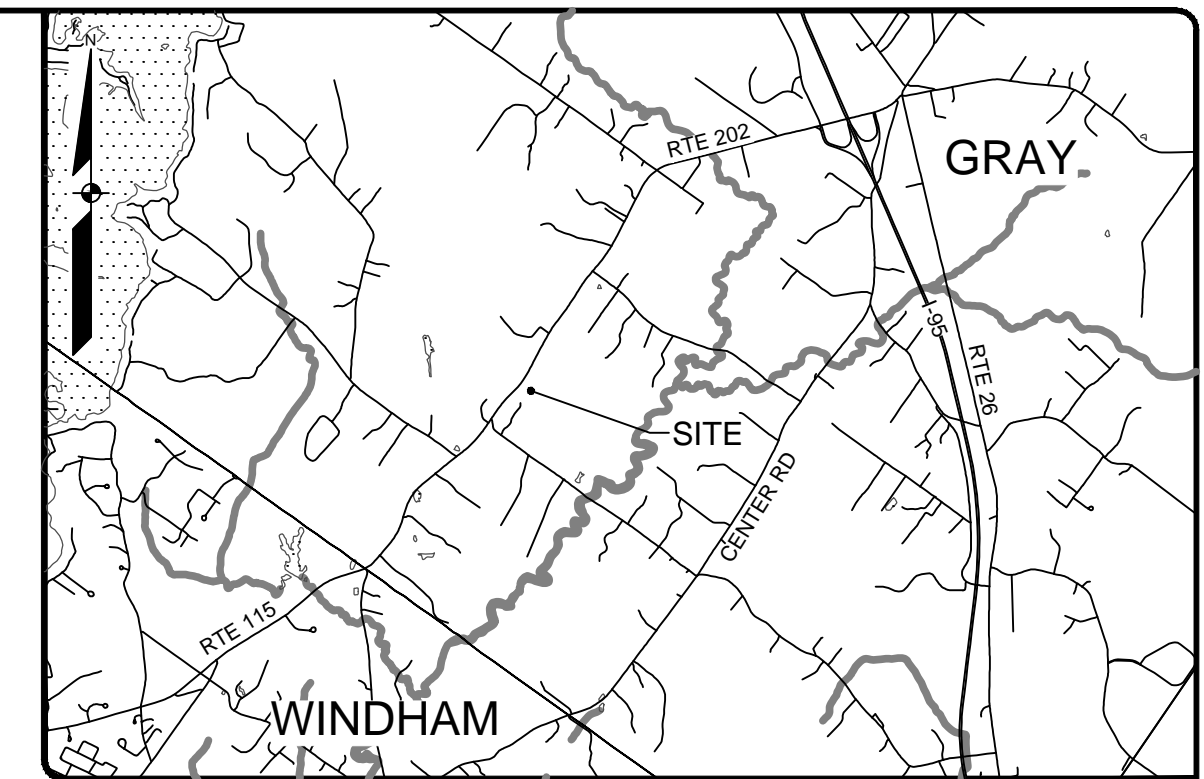 N
RTE 202
GRAY
I-95
RTE 26
SITE
CENTER RD
RTE 115
WINDHAM